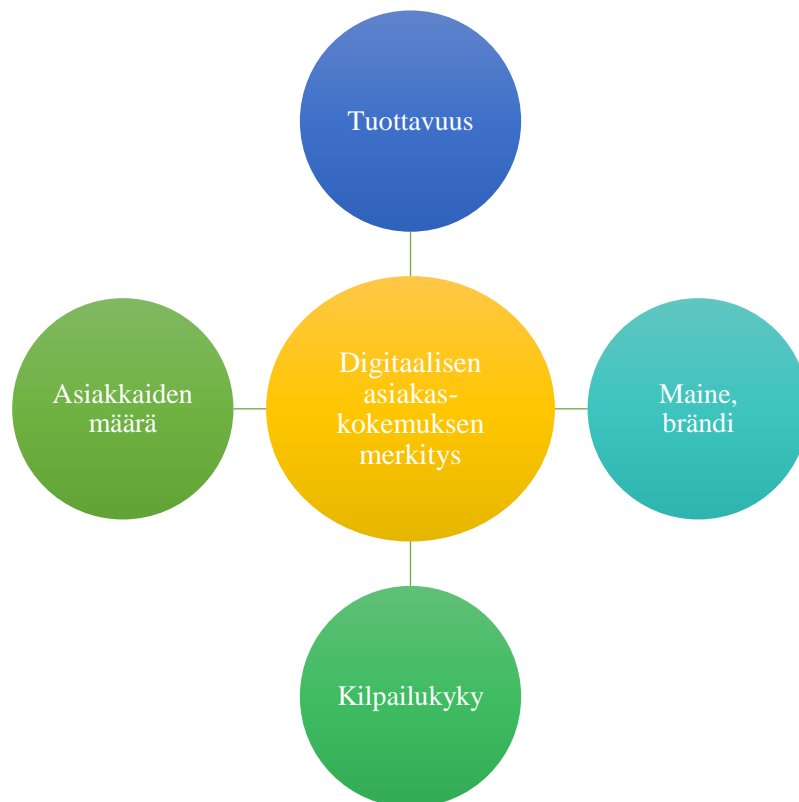 Tuottavuus
Asiakkaiden
määrä
Digitaalisen
asiakas-
kokemuksen
merkitys
Maine,
brändi
Kilpailukyky